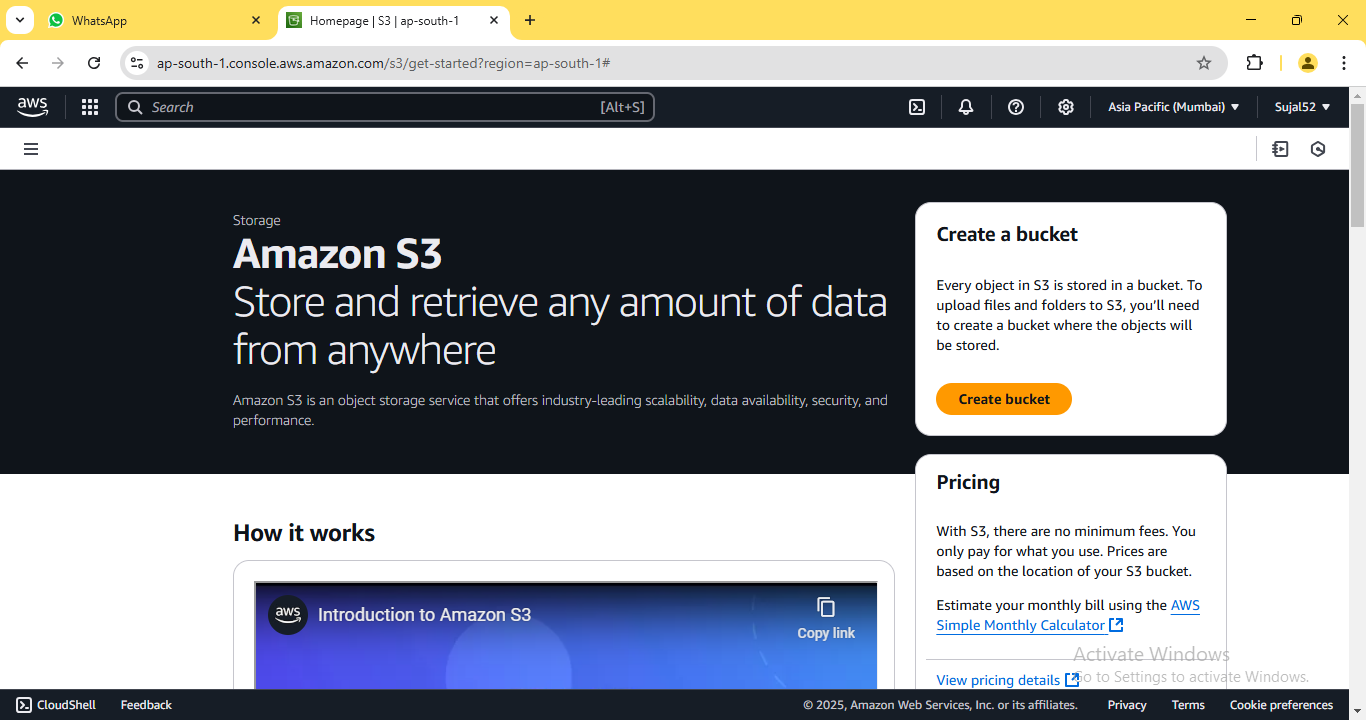 WhatsApp
Homepage | S3 | ap-south-1
ap-south-1.console.aws.amazon.com/s3/get-started?region=ap-south-1#
aws
Search
[Alt+S]
Asia Pacific (Mumbai)
Sujal52
Storage
Amazon S3
Store and retrieve any amount of data
from anywhere
Amazon S3 is an object storage service that offers industry-leading scalability, data availability, security, and
performance.
Create a bucket
Every object in S3 is stored in a bucket. To
upload files and folders to S3, you'll need
to create a bucket where the objects will
be stored.
Create bucket
Pricing
With S3, there are no minimum fees. You
only pay for what you use. Prices are
based on the location of your S3 bucket.
Estimate your monthly bill using the AWS
Simple Monthly Calculator
View pricing details
How it works
aws
Introduction to Amazon S3
Copy link
Activate Windows
Go to Settings to activate Windows.
CloudShell
Feedback
© 2025, Amazon Web Services, Inc. or its affiliates.
Privacy
Terms
Cookie preferences